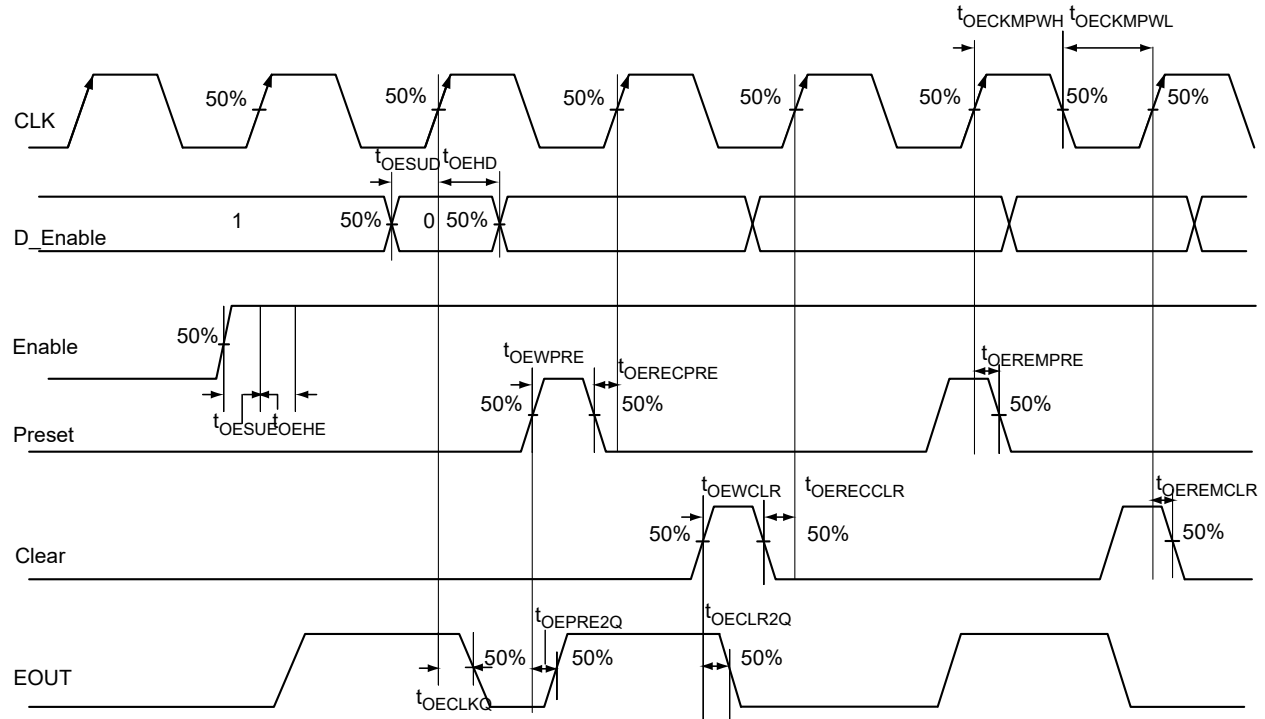 tOECKMPWH tOECKMPWL
50% 50% 50% 50% 50% 50% 50%
CLK
tOESUD tOEHD
1 50% 0 50%
D_Enable
50%
Enable
tOEWPRE tOERECPRE tOEREMPRE
50% 50% 50%
tOESUE tOEHE
Preset
tOEWCLR tOERECCLR tOEREMCLR
50% 50% 50%
Clear
tOEPRE2Q tOECLR2Q
50% 50% 50%
EOUT
tOECLKQ